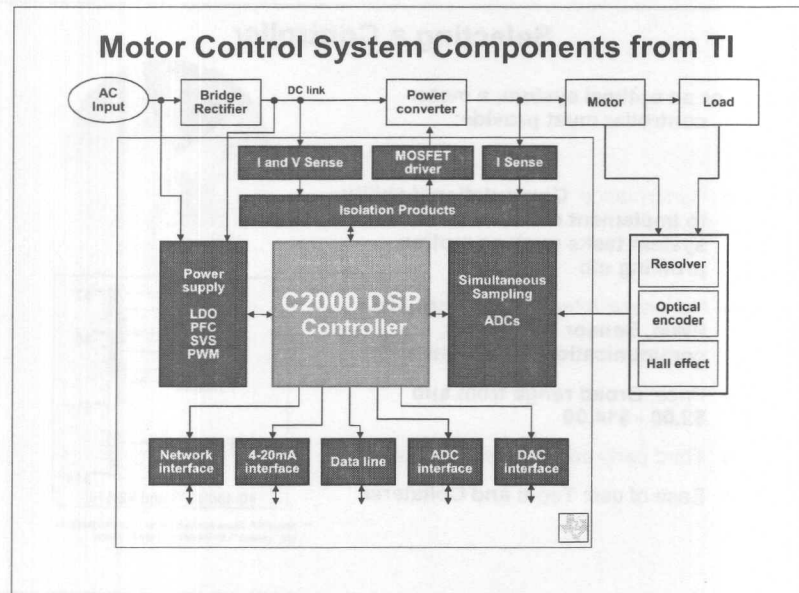 Motor Control System Components from TI
AC
Input
Bridge
Rectifier
DC link
Power
converter
Motor
Load
I and V Sense
MOSFET
driver
I Sense
Isolation Products
Power
supply
LDO
PFC
SVS
PWM
C2000 DSP
Controller
Simultaneous
Sampling
ADCs
Resolver
Optical
encoder
Hall effect
Network
interface
4-20mA
interface
Data line
ADC
interface
DAC
interface